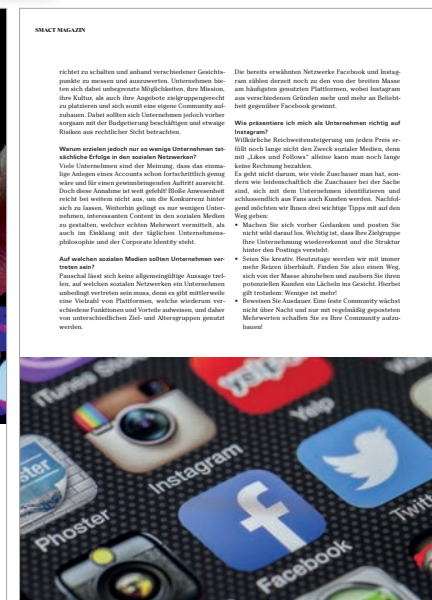 SMACT MAGAZIN
richtet zu schalten und anhand verschiedener Gesichts-
punkte zu messen und auszuwerten. Unternehmen bie-
ten sich dabei unbegrenzte Möglichkeiten, ihre Mission,
ihre Kultur, als auch ihre Angebote zielgruppengerecht
zu platzieren und sich somit eine eigene Community auf-
zubauen. Dabei sollten sich Unternehmen jedoch vorher
sorgsam mit der Budgetierung beschäftigen und etwaige
Risiken aus rechtlicher Sicht betrachten.
Warum erzielen jedoch nur so wenige Unternehmen tat-
sächliche Erfolge in den sozialen Netzwerken?
Viele Unternehmen sind der Meinung, dass das einma-
lige Anlegen eines Accounts schon fortschrittlich genug
wäre und für einen gewinnbringenden Auftritt ausreicht.
Doch diese Annahme ist weit gefehlt! Bloße Anwesenheit
reicht bei weitem nicht aus, um die Konkurrenz hinter
sich zu lassen. Weiterhin gelingt es nur wenigen Unter-
nehmen, interessanten Content in den sozialen Medien
zu gestalten, welcher echten Mehrwert vermittelt, als
auch im Einklang mit der täglichen Unternehmens-
philosophie und der Corporate Identity steht.
Auf welchen sozialen Medien sollten Unternehmen ver-
treten sein?
Pauschal lässt sich keine allgemeingültige Aussage tref-
fen, auf welchen sozialen Netzwerken ein Unternehmen
unbedingt vertreten sein muss, denn es gibt mittlerweile
eine Vielzahl von Plattformen, welche wiederum ver-
schiedene Funktionen und Vorteile aufweisen, und daher
von unterschiedlichen Ziel- und Altersgruppen genutzt
werden.
Die bereits erwähnten Netzwerke Facebook und Instag-
ram zählen derzeit noch zu den von der breiten Masse
am häufigsten genutzten Plattformen, wobei Instagram
aus verschiedenen Gründen mehr und mehr an Beliebt-
heit gegenüber Facebook gewinnt.
Wie präsentiere ich mich als Unternehmen richtig auf
Instagram?
Willkürliche Reichweitensteigerung um jeden Preis er-
füllt noch lange nicht den Zweck sozialer Medien, denn
mit „Likes und Follows“ alleine kann man noch lange
keine Rechnung bezahlen.
Es geht nicht darum, wie viele Zuschauer man hat, son-
dern wie leidenschaftlich die Zuschauer bei der Sache
sind, sich mit dem Unternehmen identifizieren und
schlussendlich aus Fans auch Kunden werden. Nachfol-
gend möchten wir Ihnen drei wichtige Tipps mit auf den
Weg geben:
• Machen Sie sich vorher Gedanken und posten Sie
nicht wild darauf los. Wichtig ist, dass Ihre Zielgruppe
Ihre Unternehmung wiedererkennt und die Struktur
hinter den Postings versteht.
• Seien Sie kreativ. Heutzutage werden wir mit immer
mehr Reizen überhäuft. Finden Sie also einen Weg,
sich von der Masse abzuheben und zaubern Sie ihren
potenziellen Kunden ein Lächeln ins Gesicht. Hierbei
gilt trotzdem: Weniger ist mehr!
• Beweisen Sie Ausdauer. Eine feste Community wächst
nicht über Nacht und nur mit regelmäßig geposteten
Mehrwerten schaffen Sie es Ihre Community aufzu-
bauen!
iTunes Store
yelp
Yelp
Instagram
Twitt
ster
Phoster
Facebook